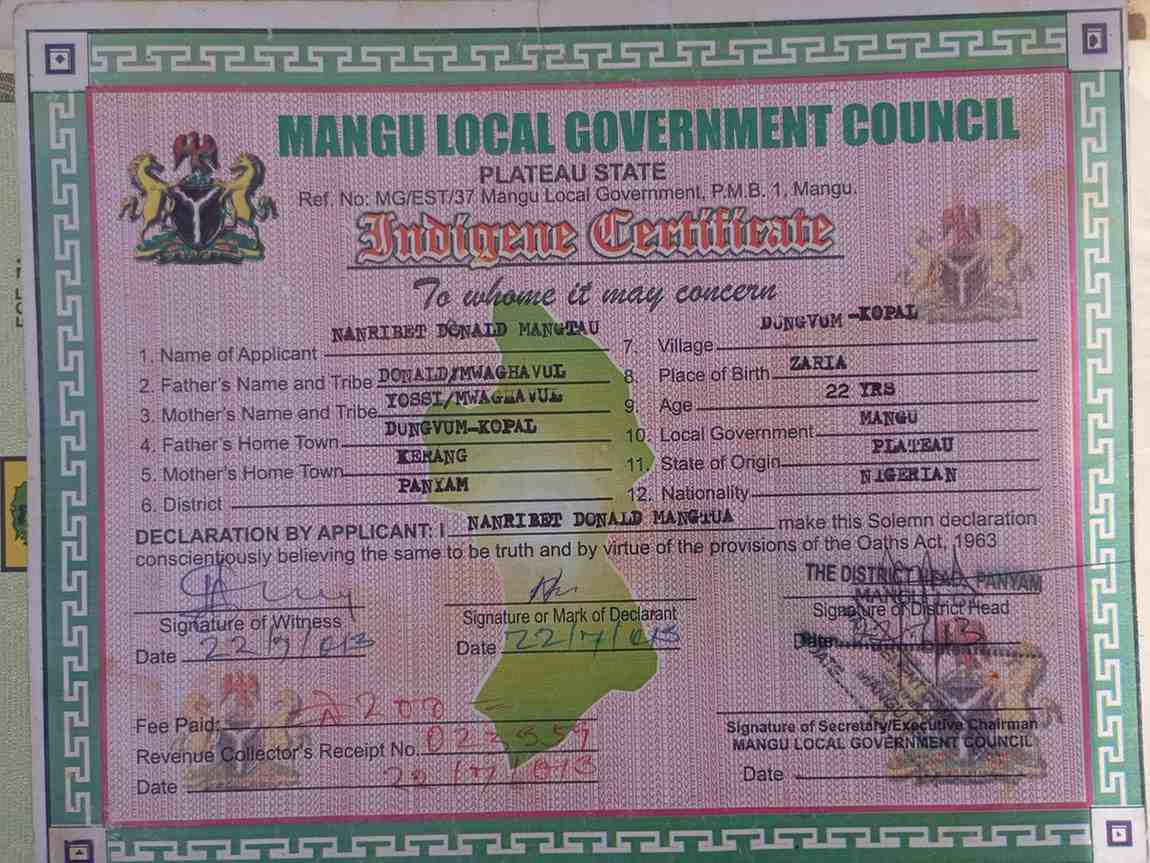 MANGU LOCAL GOVERNMENT COUNCIL
PLATEAU STATE
Ref. No: MG/EST/37 Mangu Local Government, P.M.B. 1, Mangu.
Indigene Certificate
To whome it may concern
1. Name of Applicant NANRIBET DONALD MANGTAU
2. Father's Name and Tribe DONALD/MWAGHAVUL
3. Mother's Name and Tribe YOSSI/MWAGHAVUL
4. Father's Home Town DUNGVUM-KOPAL
5. Mother's Home Town KERANG
6. District PANYAM
7. Village DUNGVUM-KOPAL
8. Place of Birth ZARIA
9. Age 22 YRS
10. Local Government MANGU
11. State of Origin PLATEAU
12. Nationality NIGERIAN
DECLARATION BY APPLICANT: I NANRIBET DONALD MANGTUA make this Solemn declaration
conscientiously believing the same to be truth and by virtue of the provisions of the Oaths Act, 1963
THE DISTRICT HEAD, PANYAM
Signature of Witness
Signature or Mark of Declarant
Signature of District Head
Date 22/7/013
Date 22/7/013
Date
Fee Paid: 200
Revenue Collector's Receipt No.
Date /7/013
Signature of Secretary/Executive Chairman
MANGU LOCAL GOVERNMENT COUNCIL
Date